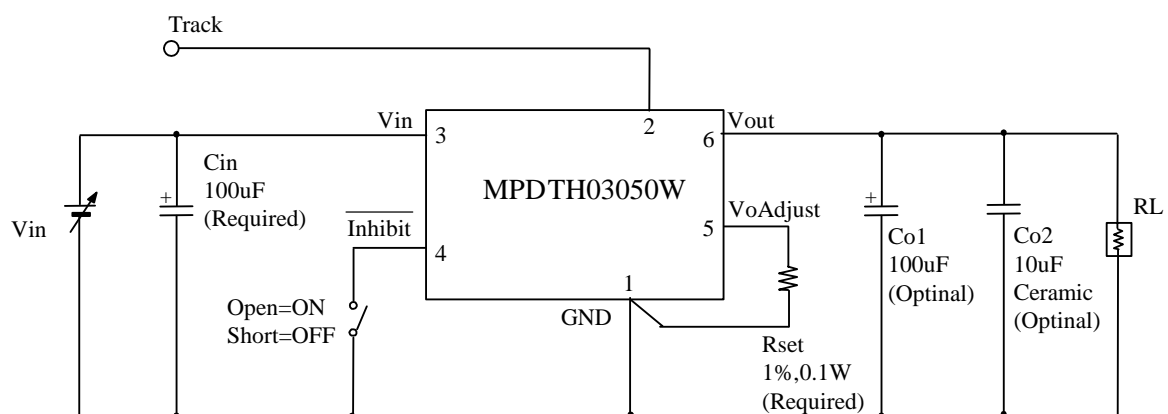 Track
Vin
3
2
Vout
6
Cin
100uF
(Required)
+
MPDTH03050W
+
Vin
Inhibit
4
VoAdjust
5
RL
Co1
100uF
(Optinal)
Co2
10uF
Ceramic
(Optinal)
1
GND
Open=ON
Short=OFF
Rset
1%,0.1W
(Required)